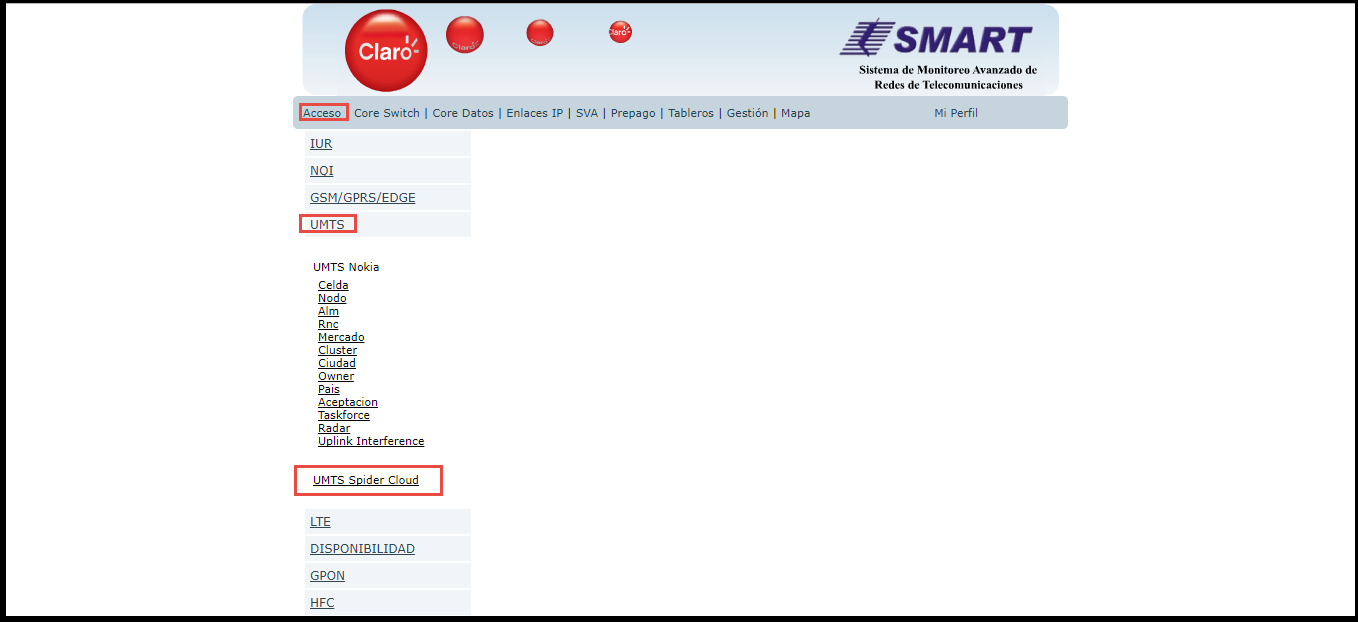 Claro
Claro
Claro
Claro
SMART
Sistema de Monitoreo Avanzado de
Redes de Telecomunicaciones
Acceso Core Switch | Core Datos | Enlaces IP | SVA | Prepago | Tableros | Gestión | Mapa Mi Perfil
IUR
NQI
GSM/GPRS/EDGE
UMTS
UMTS Nokia
Celda
Nodo
Alm
Rnc
Mercado
Cluster
Ciudad
Owner
Pais
Aceptacion
Taskforce
Radar
Uplink Interference
UMTS Spider Cloud
LTE
DISPONIBILIDAD
GPON
HFC